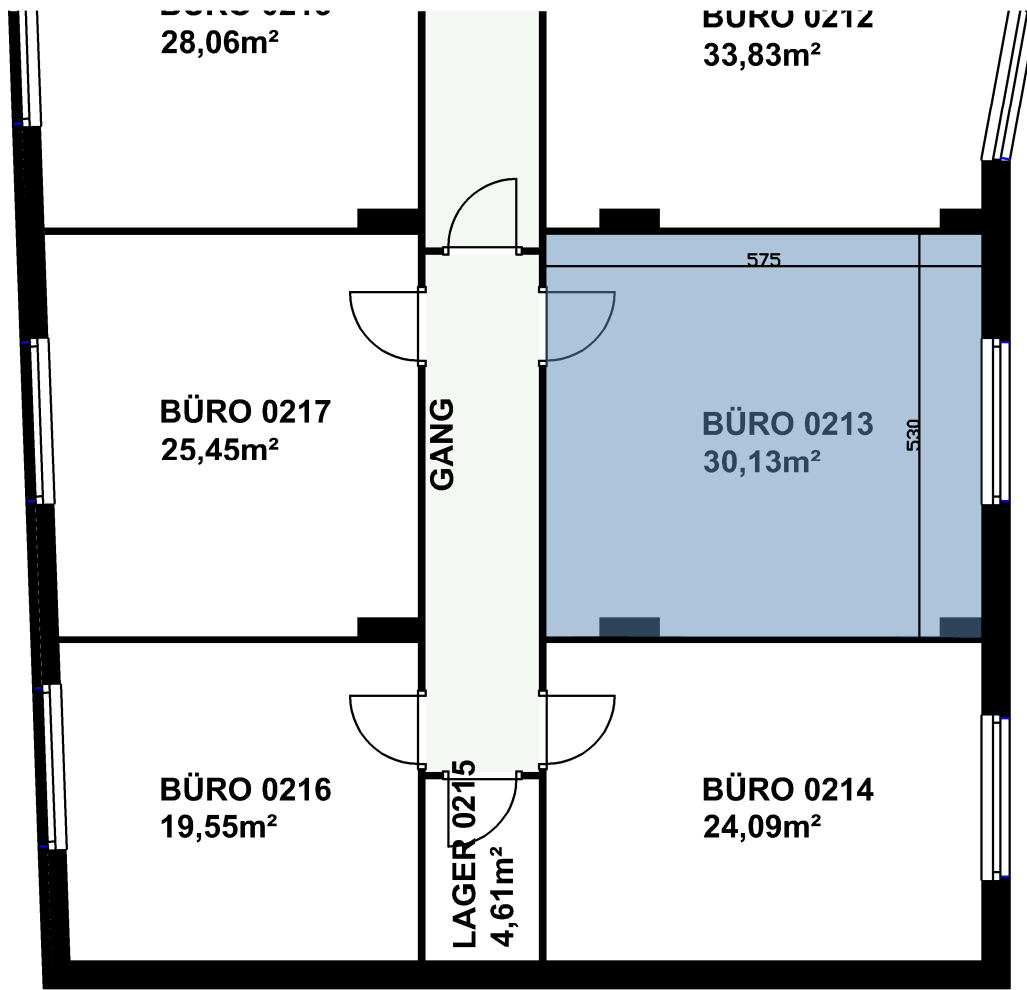 28,06m²
BÜRO 0212
33,83m²
575
BÜRO 0217
25,45m²
GANG
BÜRO 0213
30,13m²
530
BÜRO 0216
19,55m²
LAGER 0215
4,61m²
BÜRO 0214
24,09m²